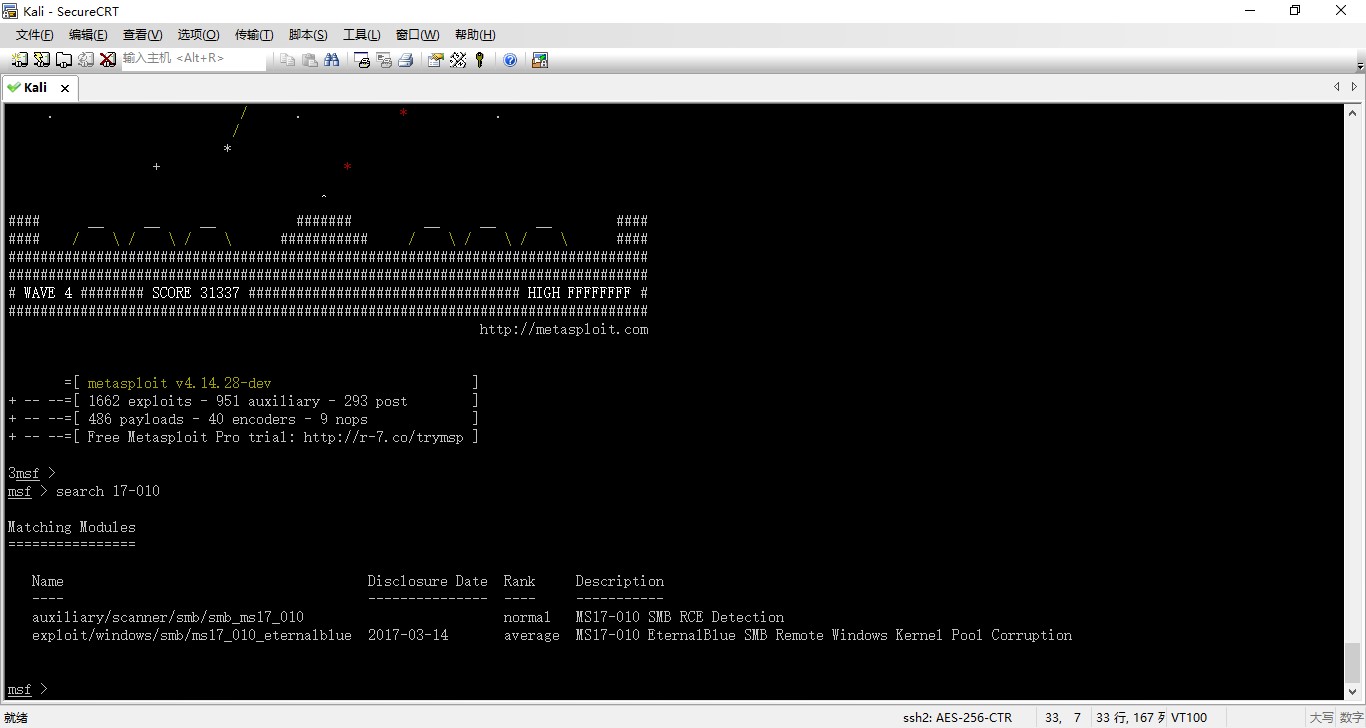 Kali - SecureCRT
文件(F) 编辑(E) 查看(V) 选项(O) 传输(T) 脚本(S) 工具(L) 窗口(W) 帮助(H)
输入主机 <Alt+R>
Kali
#### __ __ __ ####### __ __ __ ####
#### / \ / \ / \ ########### / \ / \ / \ ####
################################################################################
################################################################################
# WAVE 4 ######## SCORE 31337 ################################## HIGH FFFFFFFF #
################################################################################
http://metasploit.com
=[ metasploit v4.14.28-dev ]
+ -- --=[ 1662 exploits - 951 auxiliary - 293 post ]
+ -- --=[ 486 payloads - 40 encoders - 9 nops ]
+ -- --=[ Free Metasploit Pro trial: http://r-7.co/trymsp ]
3msf >
msf > search 17-010
Matching Modules
================
Name Disclosure Date Rank Description
---- --------------- ---- -----------
auxiliary/scanner/smb/smb_ms17_010 normal MS17-010 SMB RCE Detection
exploit/windows/smb/ms17_010_eternalblue 2017-03-14 average MS17-010 EternalBlue SMB Remote Windows Kernel Pool Corruption
msf >
就绪 ssh2: AES-256-CTR 33, 7 33 行, 167 列 VT100 大写 数字